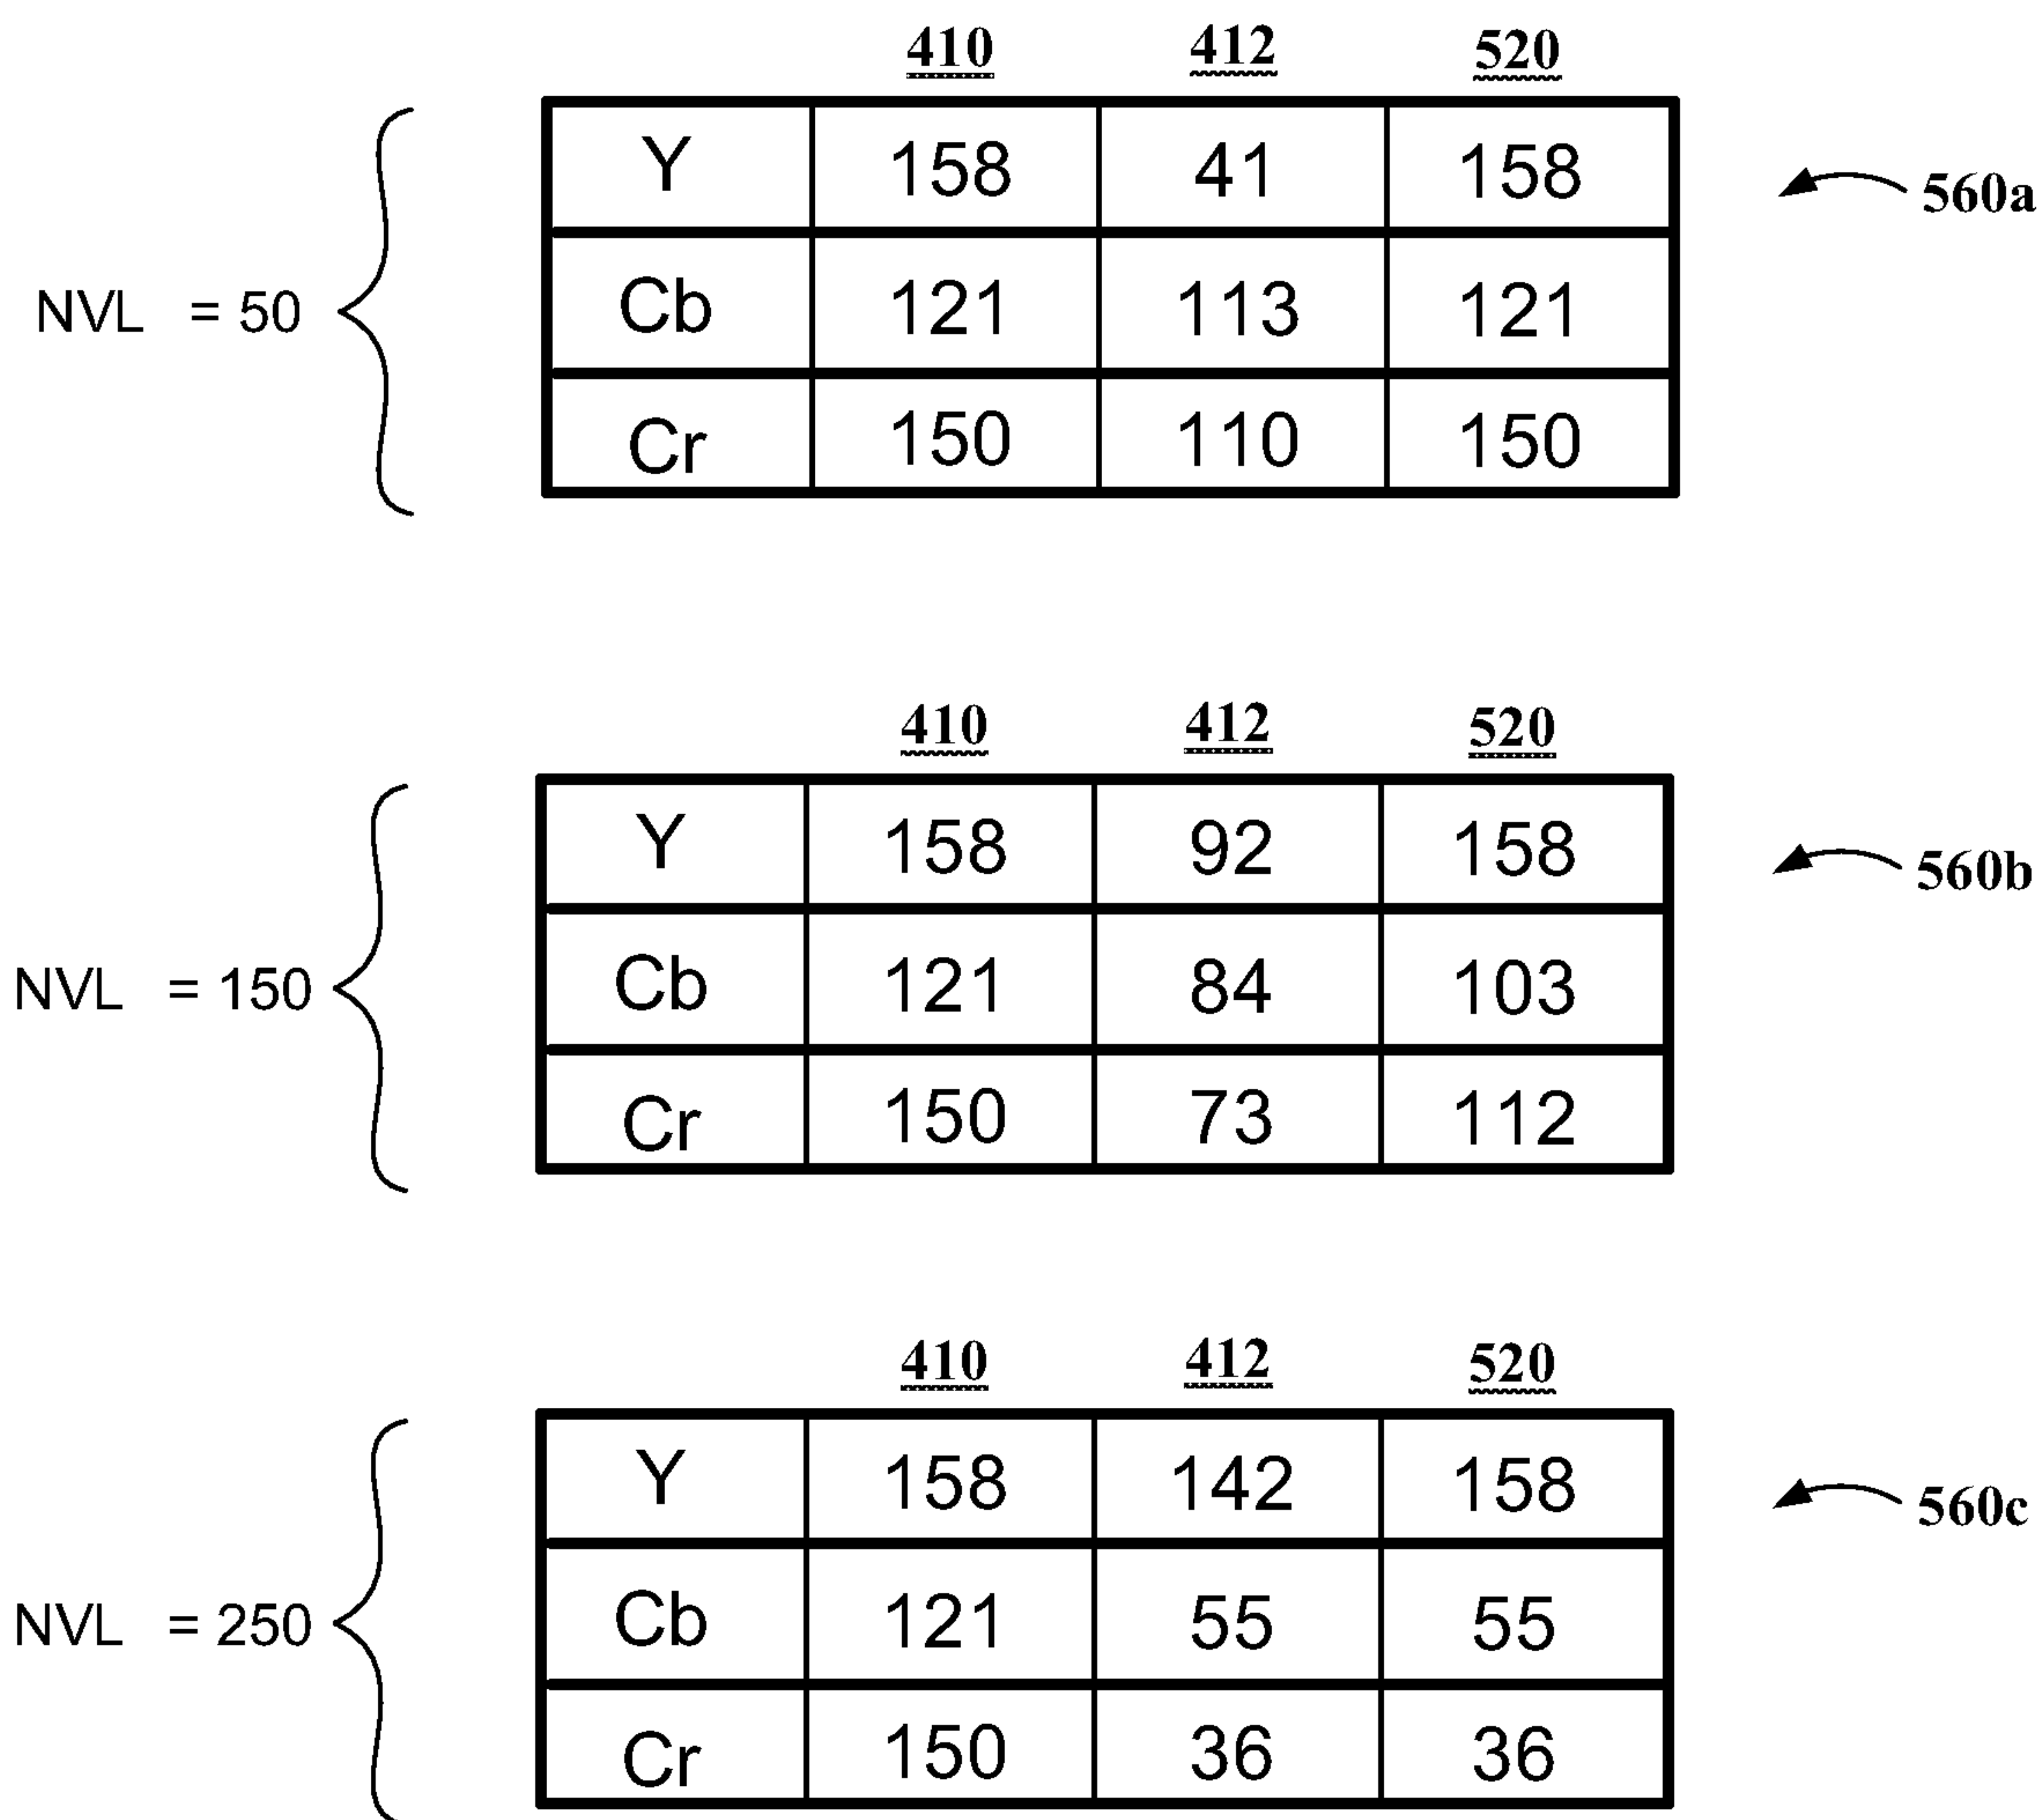 410 412 520
Y 158 41 158
560a
Cb 121 113 121
NVL = 50
Cr 150 110 150
410 412 520
Y 158 92 158
560b
Cb 121 84 103
NVL = 150
Cr 150 73 112
410 412 520
Y 158 142 158
560c
Cb 121 55 55
NVL = 250
Cr 150 36 36